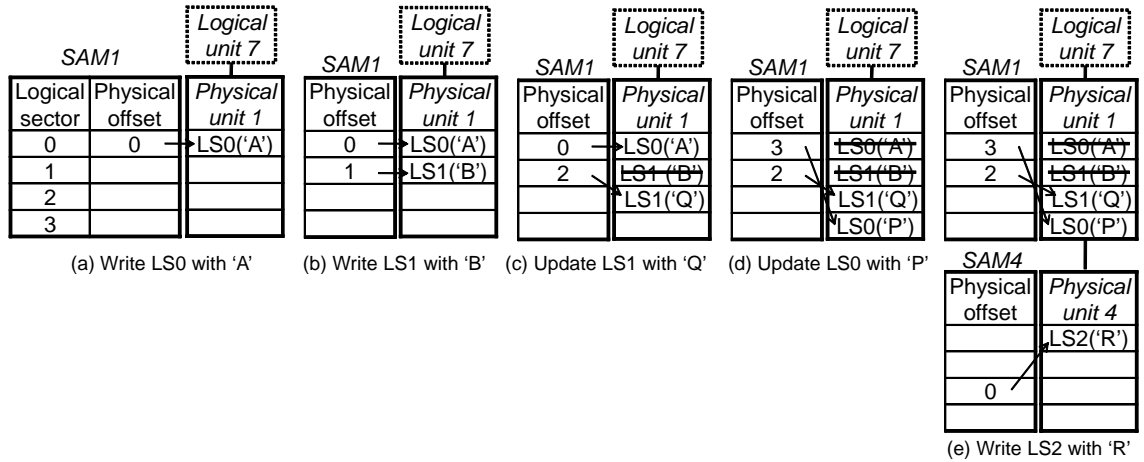 Logical
unit 7
SAM1
Logical
sector
Physical
offset
Physical
unit 1
0
0
LS0(‘A’)
1
2
3
(a) Write LS0 with ‘A’
Logical
unit 7
SAM1
Physical
offset
Physical
unit 1
0
LS0(‘A’)
1
LS1(‘B’)
(b) Write LS1 with ‘B’
Logical
unit 7
SAM1
Physical
offset
Physical
unit 1
0
LS0(‘A’)
2
LS1(‘B’)
LS1(‘Q’)
(c) Update LS1 with ‘Q’
Logical
unit 7
SAM1
Physical
offset
Physical
unit 1
3
LS0(‘A’)
2
LS1(‘B’)
LS1(‘Q’)
LS0(‘P’)
(d) Update LS0 with ‘P’
Logical
unit 7
SAM1
Physical
offset
Physical
unit 1
3
LS0(‘A’)
2
LS1(‘B’)
LS1(‘Q’)
LS0(‘P’)
SAM4
Physical
offset
Physical
unit 4
LS2(‘R’)
0
(e) Write LS2 with ‘R’